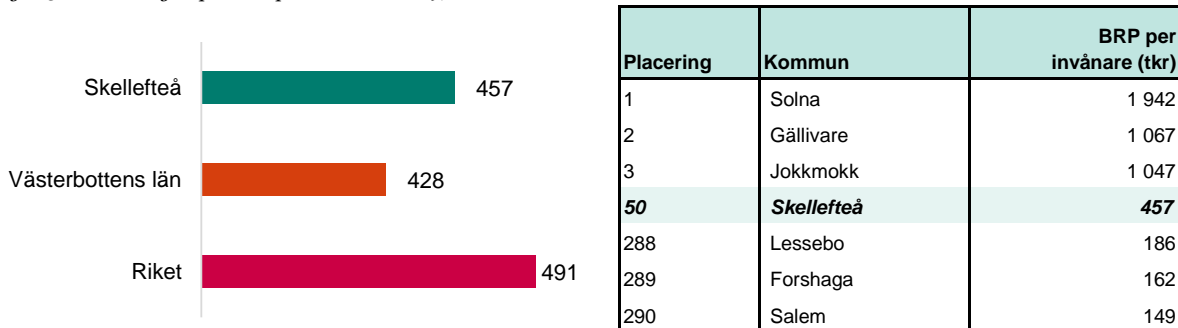 Skellefteå 457
Västerbottens län 428
Riket 491
Placering Kommun BRP per invånare (tkr)
1 Solna 1 942
2 Gällivare 1 067
3 Jokkmokk 1 047
50 Skellefteå 457
288 Lessebo 186
289 Forshaga 162
290 Salem 149